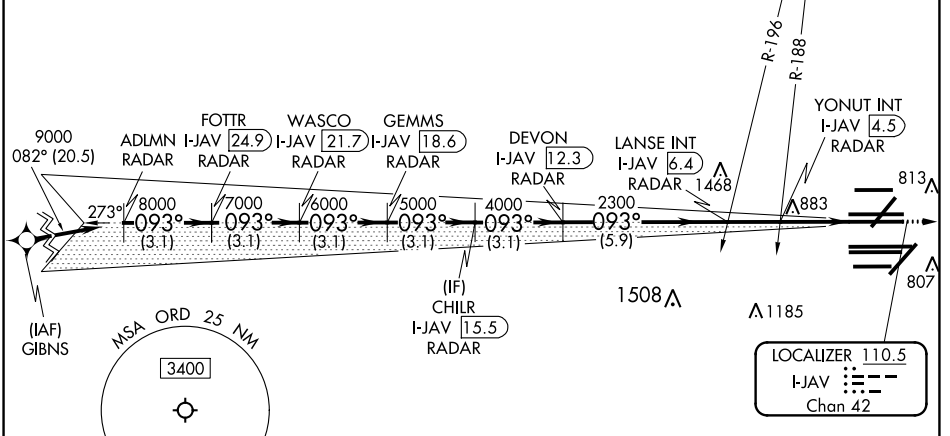 R-196
R-188
YONUT INT
I-JAV 4.5
RADAR
FOTTR
I-JAV 24.9
RADAR
WASCO
I-JAV 21.7
RADAR
GEMMS
I-JAV 18.6
RADAR
9000
082° (20.5)
ADLMN
RADAR
DEVON
I-JAV 12.3
RADAR
LANSE INT
I-JAV 6.4
RADAR
1468
813
883
273°
8000
093°
(3.1)
7000
093°
(3.1)
6000
093°
(3.1)
5000
093°
(3.1)
4000
093°
(3.1)
2300
093°
(5.9)
807
(IAF)
GIBNS
(IF)
CHILR
I-JAV 15.5
RADAR
1508
1185
MSA ORD 25 NM
3400
LOCALIZER 110.5
I-JAV
Chan 42